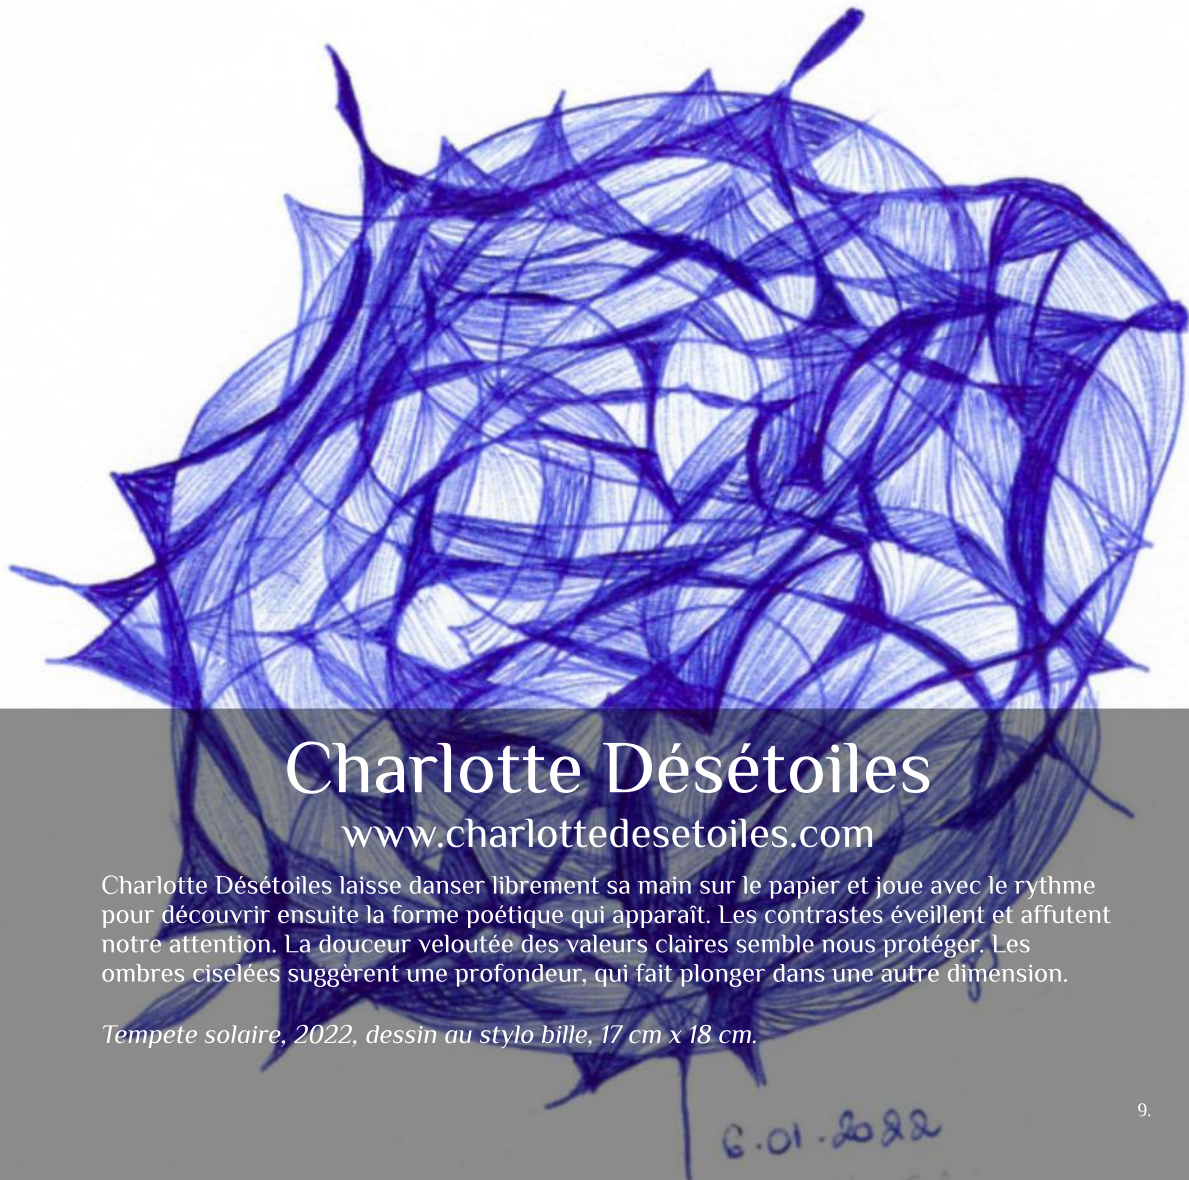 Charlotte Désétoiles
www.charlottedesetoiles.com
Charlotte Désétoiles laisse danser librement sa main sur le papier et joue avec le rythme
pour découvrir ensuite la forme poétique qui apparaît. Les contrastes éveillent et affutent
notre attention. La douceur veloutée des valeurs claires semble nous protéger. Les
ombres ciselées suggèrent une profondeur, qui fait plonger dans une autre dimension.
Tempete solaire, 2022, dessin au stylo bille, 17 cm x 18 cm.
9.
6.01.2022